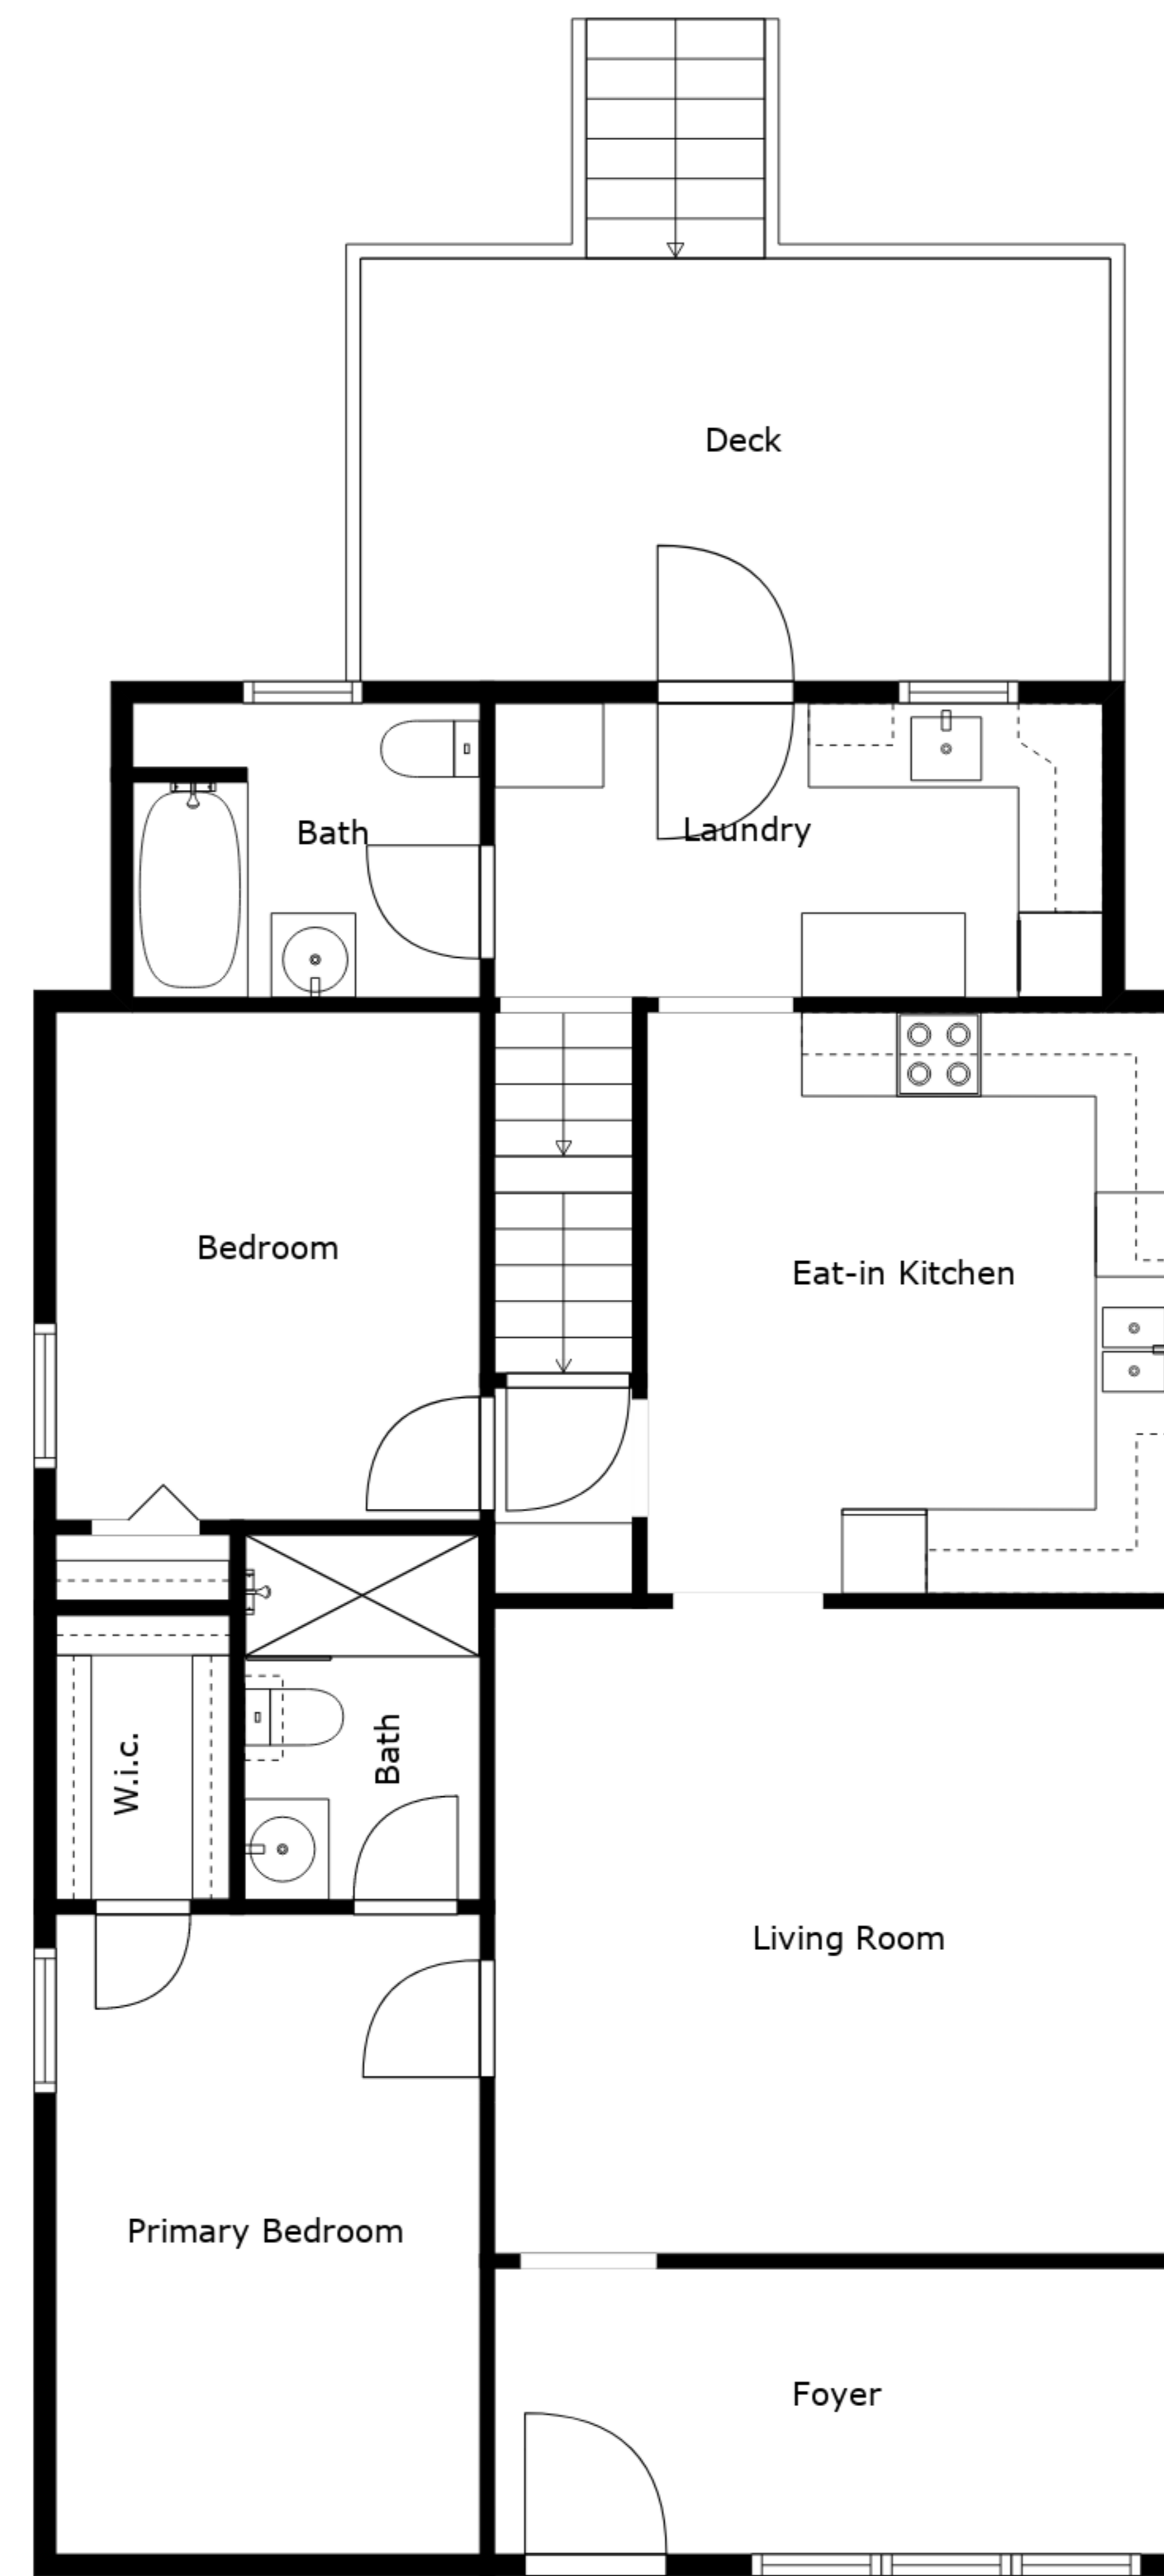 Deck
Bath
Laundry
Bedroom
Eat-in Kitchen
W.i.c.
Bath
Living Room
Primary Bedroom
Foyer